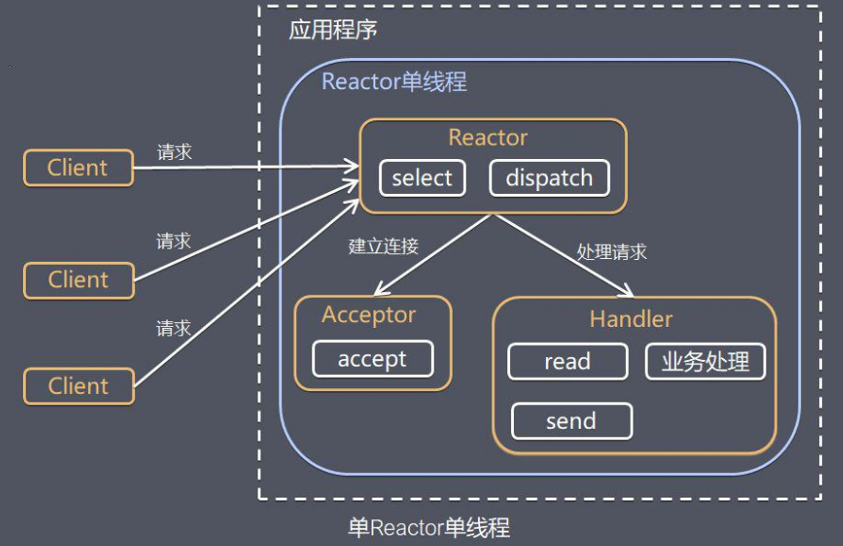 应用程序
Reactor单线程
Reactor
select
dispatch
Client
请求
Client
请求
Client
请求
建立连接
处理请求
Acceptor
accept
Handler
read
业务处理
send
单Reactor单线程